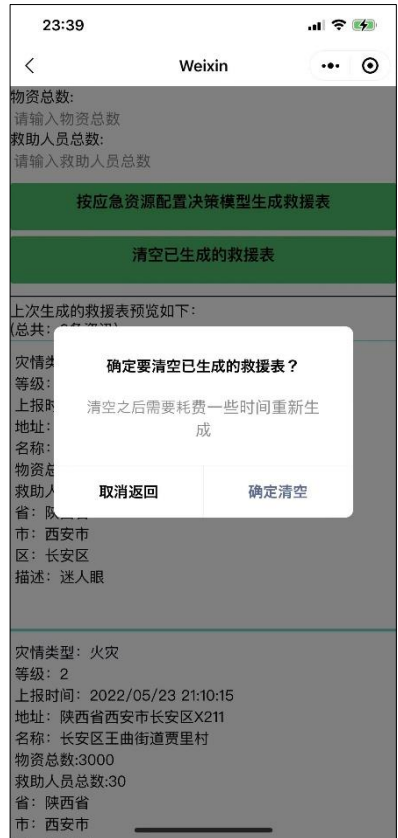 23:39
Weixin
物资总数:
请输入物资总数
救助人员总数:
请输入救助人员总数
按应急资源配置决策模型生成救援表
清空已生成的救援表
上次生成的救援表预览如下:
(总共:
灾情类
等级:
上报时
地址:
名称:
物资总
救助人
省:
市: 西安市
区: 长安区
描述: 迷人眼
确定要清空已生成的救援表?
清空之后需要耗费一些时间重新生
成
取消返回
确定清空
灾情类型: 火灾
等级: 2
上报时间: 2022/05/23 21:10:15
地址: 陕西省西安市长安区X211
名称: 长安区王曲街道贾里村
物资总数:3000
救助人员总数:30
省: 陕西省
市: 西安市